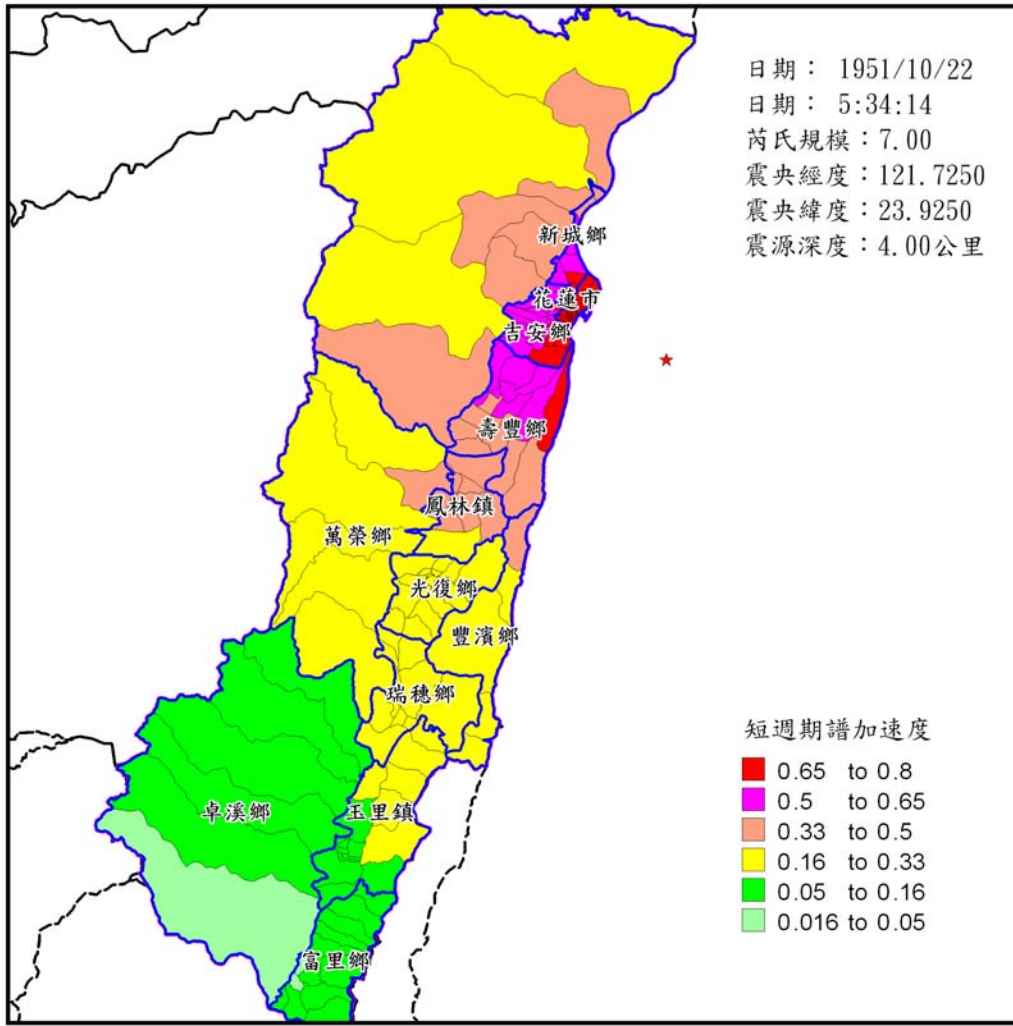 日期： 1951/10/22
日期： 5:34:14
芮氏規模：7.00
震央經度：121.7250
震央緯度：23.9250
震源深度：4.00公里
新城鄉
花蓮市
吉安鄉
壽豐鄉
鳳林鎮
萬榮鄉
光復鄉
豐濱鄉
瑞穗鄉
卓溪鄉
玉里鎮
富里鄉
短週期譜加速度
0.65 to 0.8
0.5 to 0.65
0.33 to 0.5
0.16 to 0.33
0.05 to 0.16
0.016 to 0.05